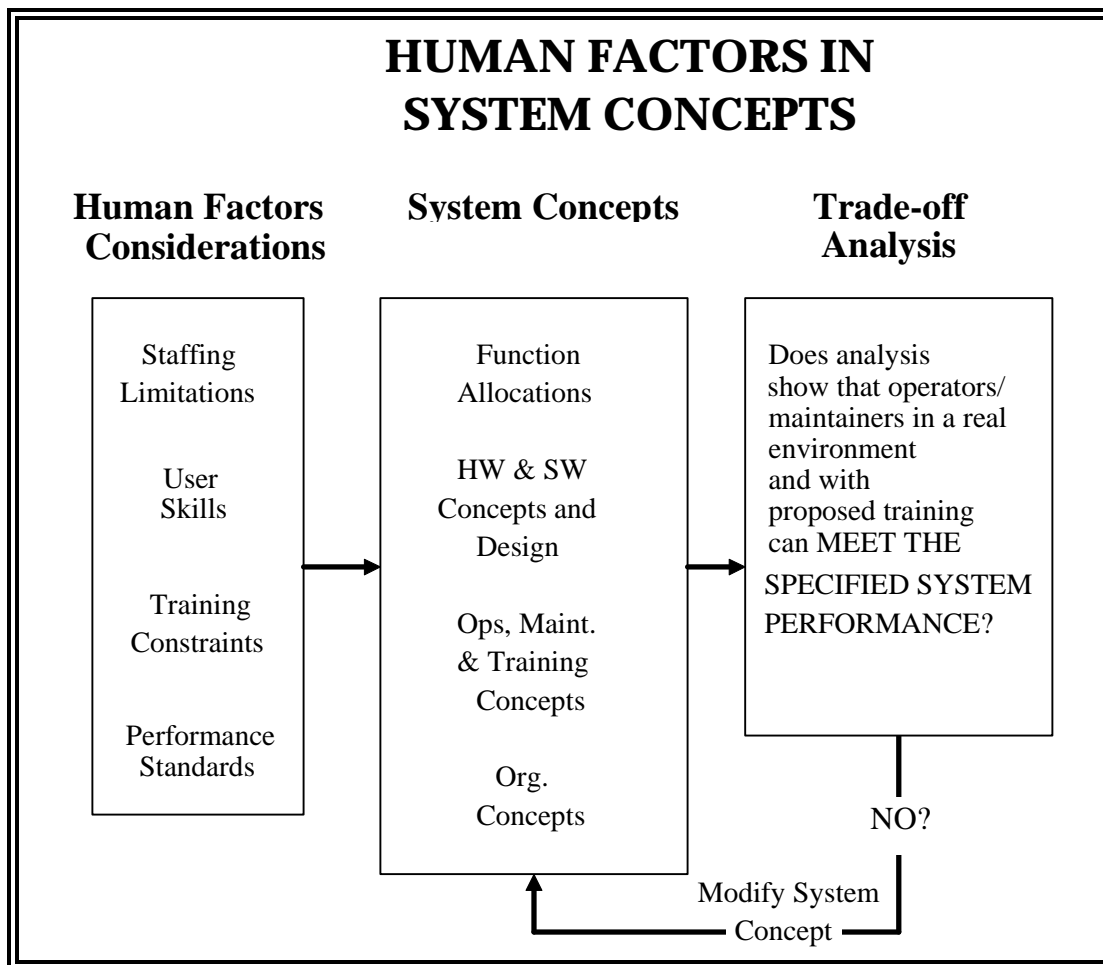 HUMAN FACTORS IN
SYSTEM CONCEPTS
Human Factors
Considerations
System Concepts
Trade-off
Analysis
Staffing
Limitations
User
Skills
Training
Constraints
Performance
Standards
Function
Allocations
HW & SW
Concepts and
Design
Ops, Maint.
& Training
Concepts
Org.
Concepts
Does analysis
show that operators/
maintainers in a real
environment
and with
proposed training
can MEET THE
SPECIFIED SYSTEM
PERFORMANCE?
NO?
Modify System
Concept